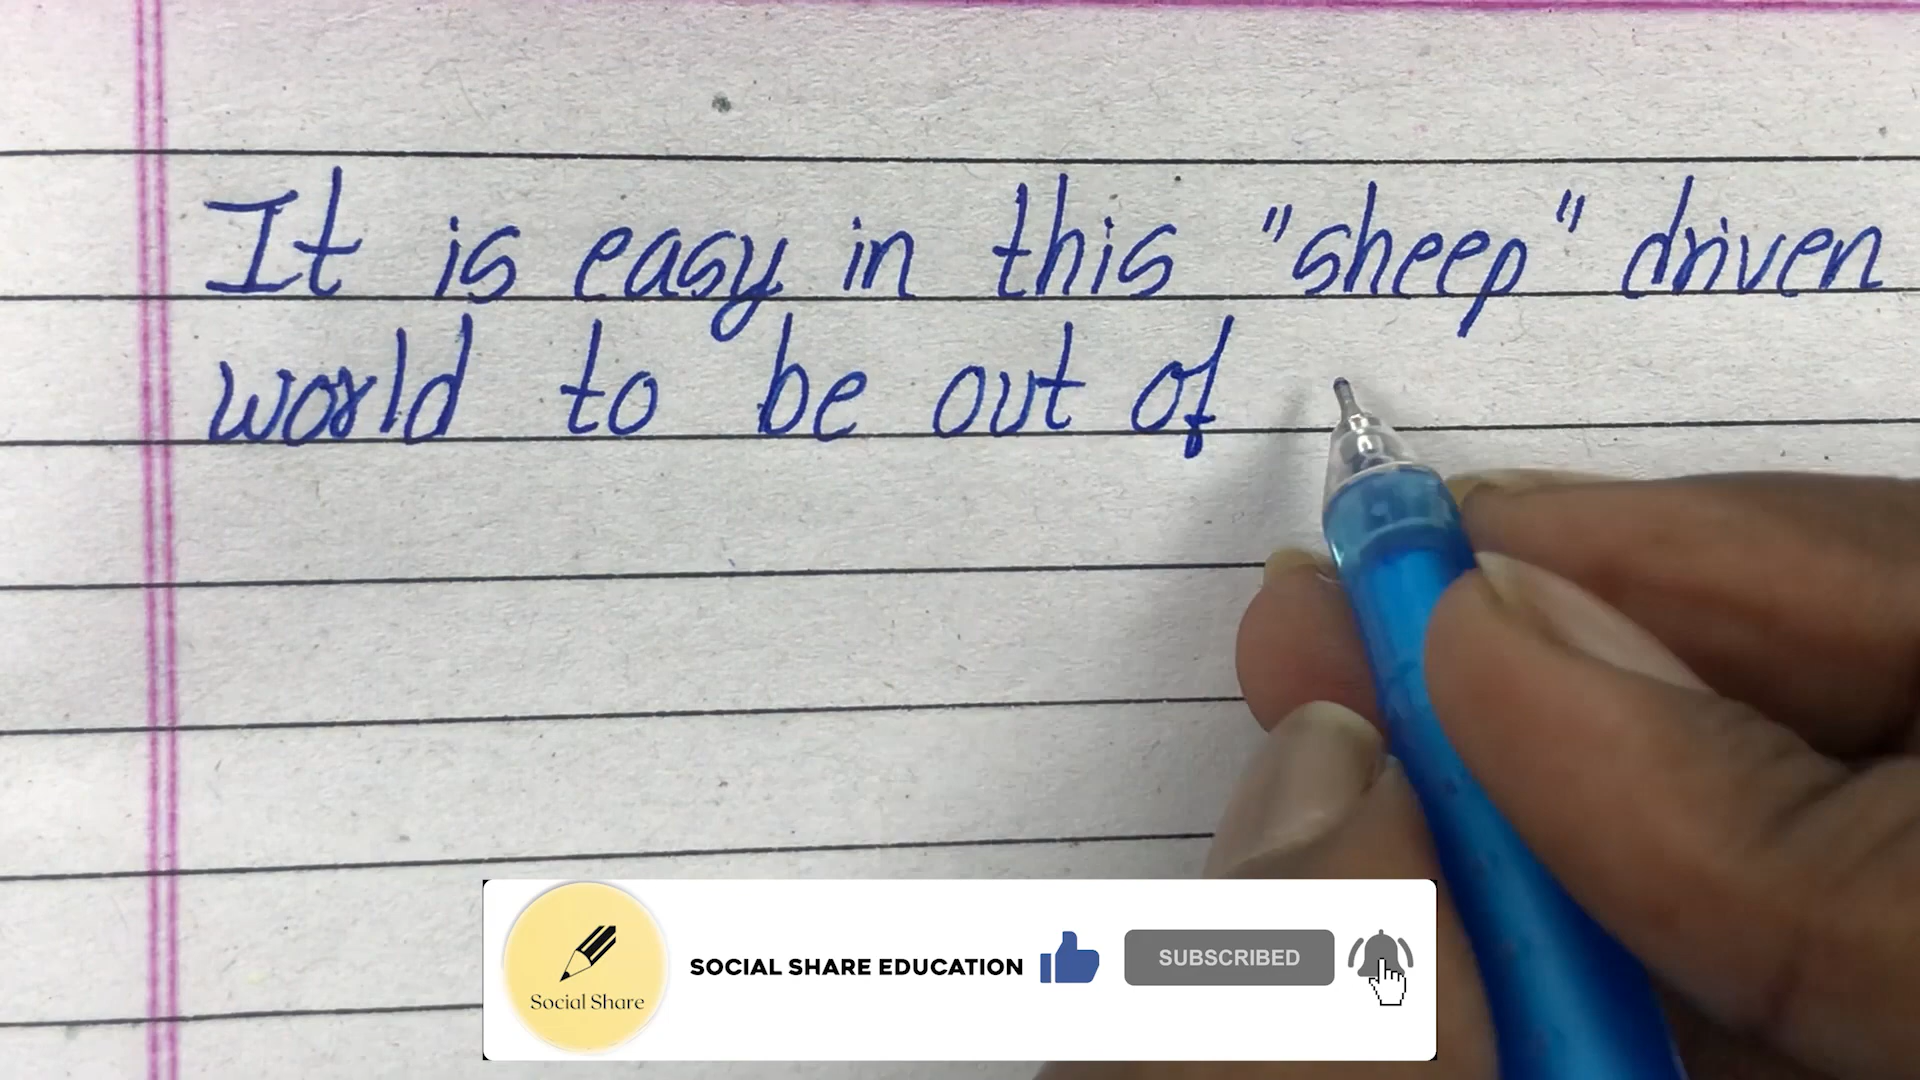 It is easy in this "sheep" driven
world to be out of
Social Share
SOCIAL SHARE EDUCATION
SUBSCRIBED